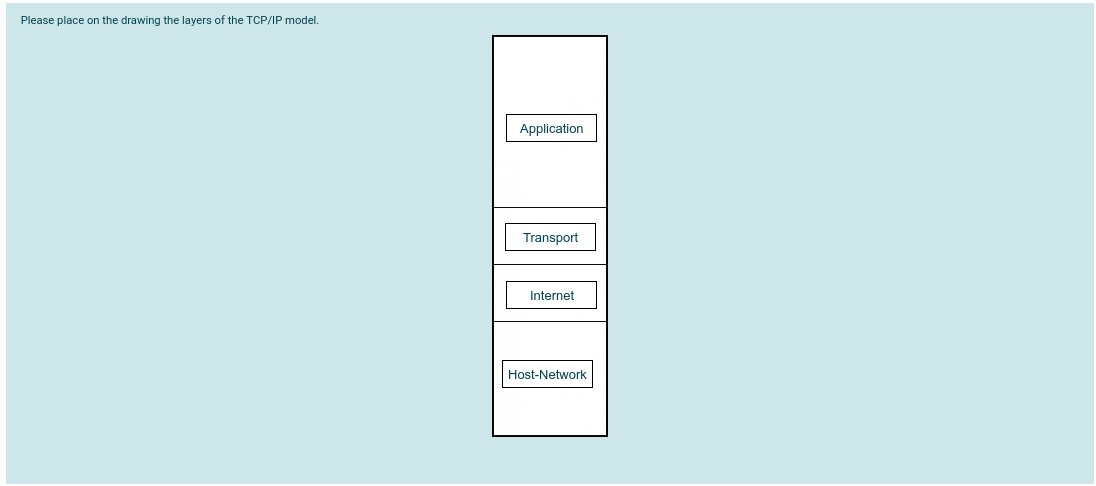 Please place on the drawing the layers of the TCP/IP model.
Application
Transport
Internet
Host-Network